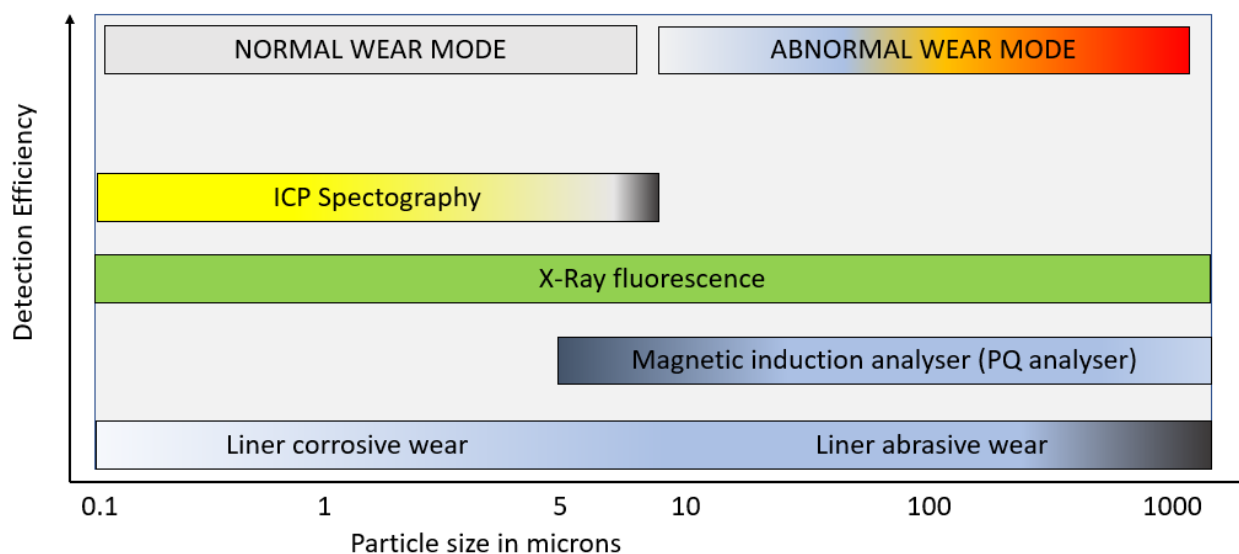 NORMAL WEAR MODE
ABNORMAL WEAR MODE
Detection Efficiency
ICP Spectography
X-Ray fluorescence
Magnetic induction analyser (PQ analyser)
Liner corrosive wear
Liner abrasive wear
0.1 1 5 10 100 1000
Particle size in microns